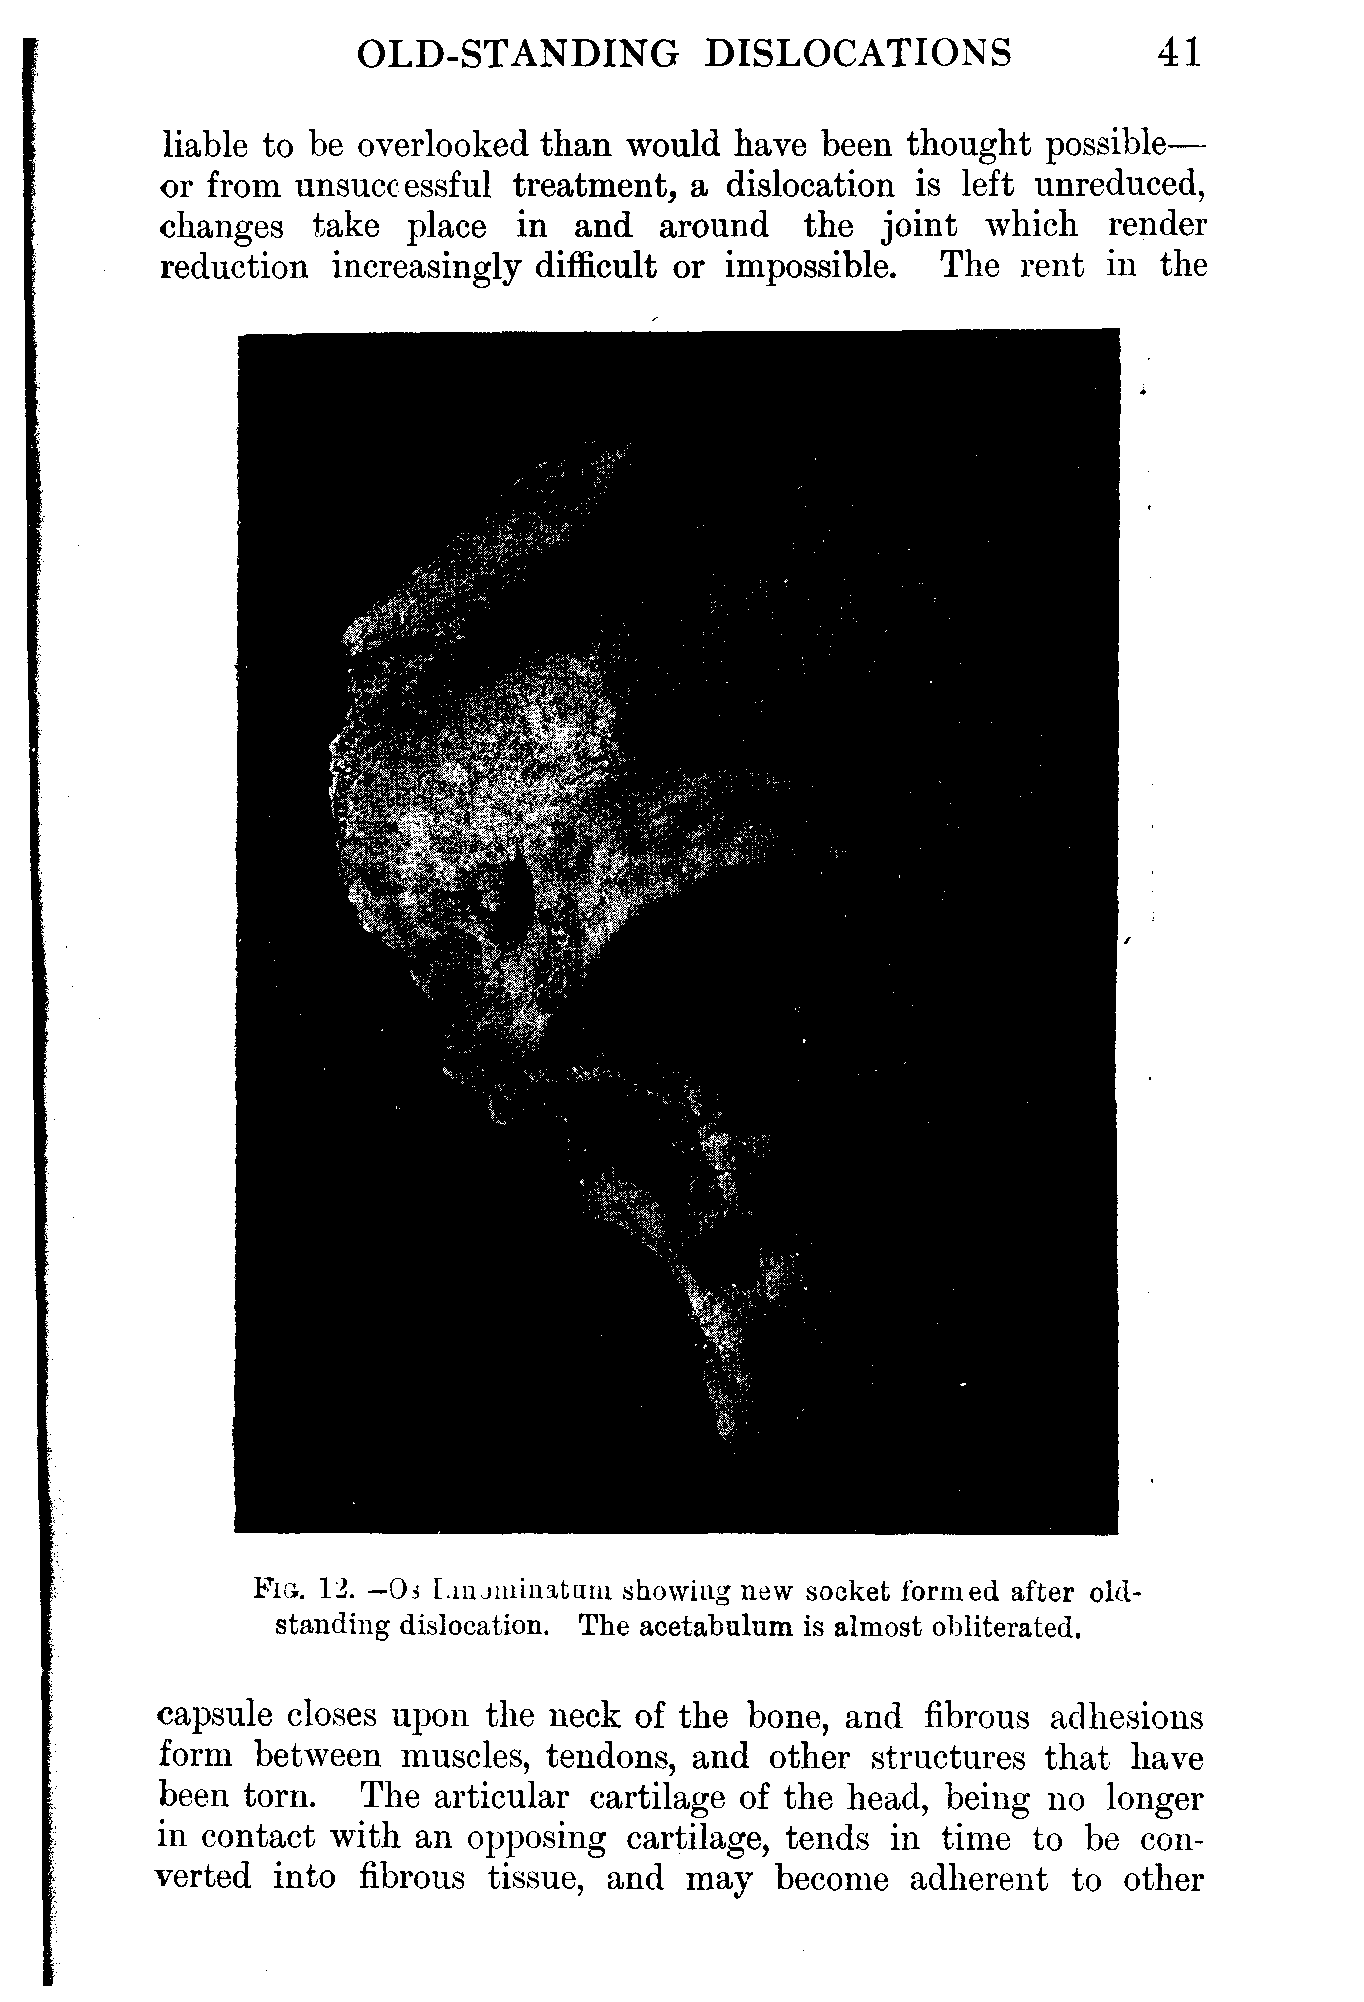 OLD-STANDING DISLOCATIONS 41
liable to be overlooked than would have been thought possible—
or from unsuccessful treatment, a dislocation is left unreduced,
changes take place in and around the joint which render
reduction increasingly difficult or impossible. The rent in the
FIG. 12.—Os Innominatum showing new socket formed after old-
standing dislocation. The acetabulum is almost obliterated.
capsule closes upon the neck of the bone, and fibrous adhesions
form between muscles, tendons, and other structures that have
been torn. The articular cartilage of the head, being no longer
in contact with an opposing cartilage, tends in time to be con-
verted into fibrous tissue, and may become adherent to other